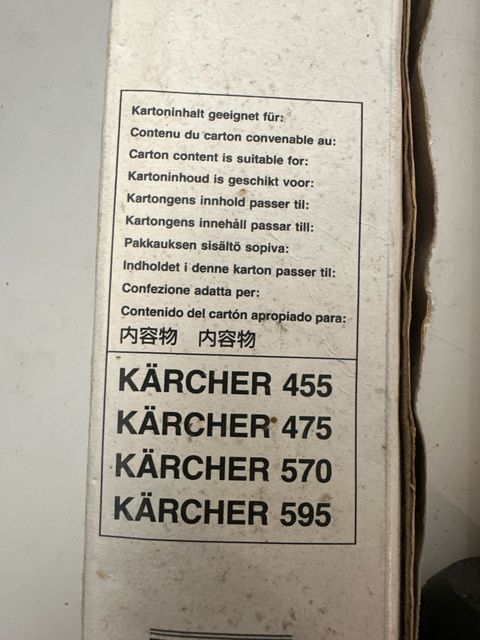 Kartoninhalt geeignet für:
Contenu du carton convenable au:
Carton content is suitable for:
Kartoninhoud is geschikt voor:
Kartongens innhold passer til:
Kartongens innehåll passar till:
Pakkauksen sisältö sopiva:
Indholdet i denne karton passer til:
Confezione adatta per:
Contenido del cartón apropiado para:
内容物 内容物
KÄRCHER 455
KÄRCHER 475
KÄRCHER 570
KÄRCHER 595